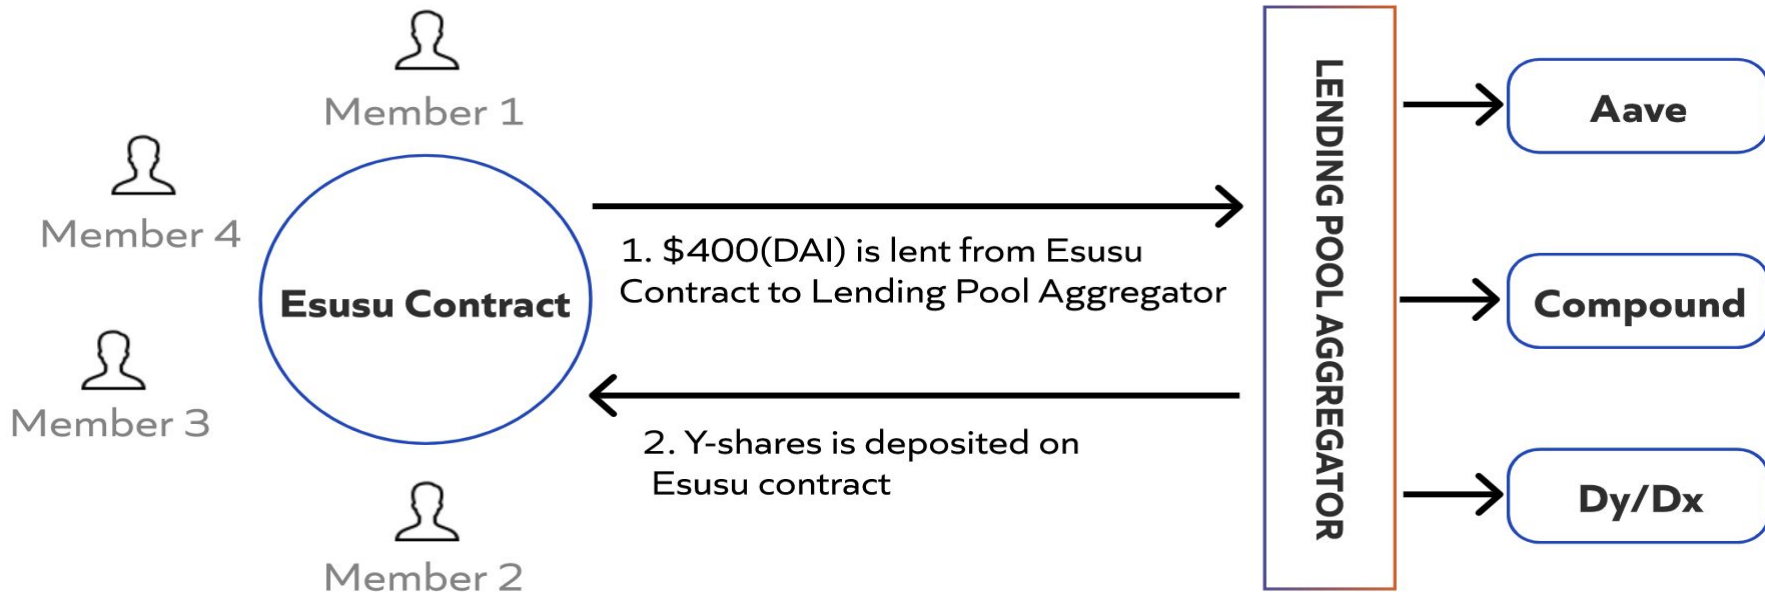 Member 1
Member 4
Esusu Contract
Member 3
Member 2
1. $400(DAI) is lent from Esusu
Contract to Lending Pool Aggregator
2. Y-shares is deposited on
Esusu contract
LENDING POOL AGGREGATOR
Aave
Compound
Dy/Dx